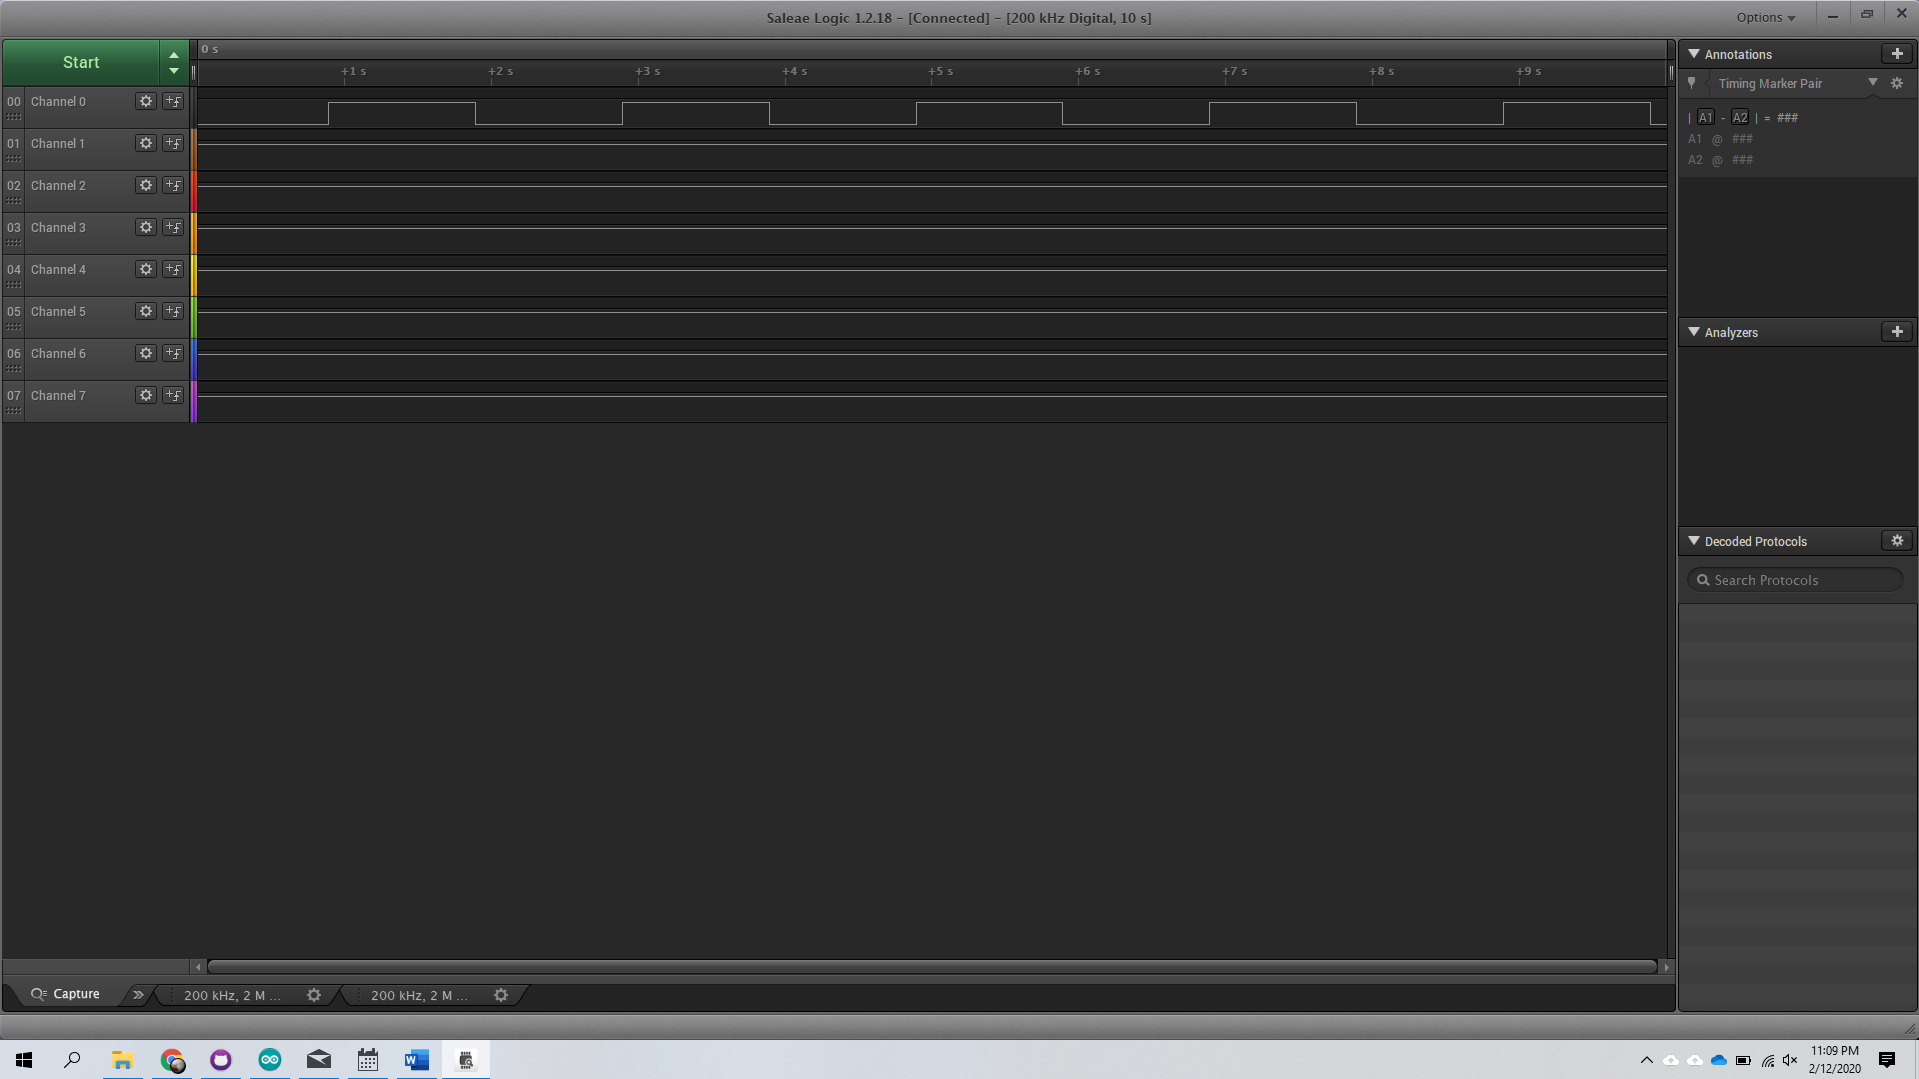 Saleae Logic 1.2.18 - [Connected] - [200 kHz Digital, 10 s]
Options
Start
0 s
+1 s +2 s +3 s +4 s +5 s +6 s +7 s +8 s +9 s
00 Channel 0
01 Channel 1
02 Channel 2
03 Channel 3
04 Channel 4
05 Channel 5
06 Channel 6
07 Channel 7
Annotations
Timing Marker Pair
| A1 - A2 | = ###
A1 @ ###
A2 @ ###
Analyzers
Decoded Protocols
Search Protocols
Capture
200 kHz, 2 M ...
200 kHz, 2 M ...
11:09 PM
2/12/2020